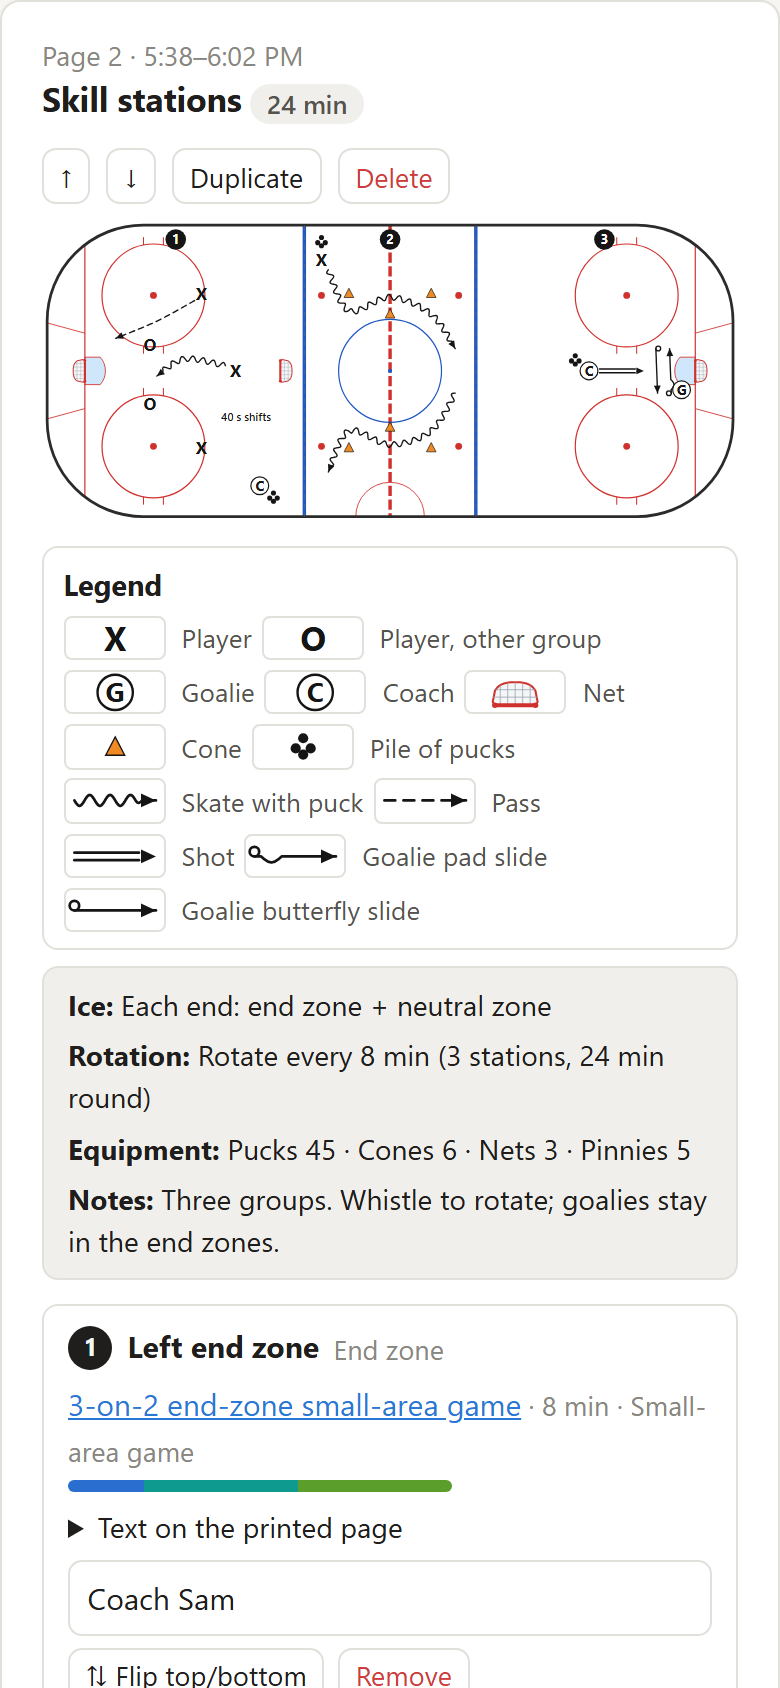 Page 2 · 5:38–6:02 PM
Skill stations 24 min
↑ ↓ Duplicate Delete
1 2 3
X
X
O
X
C G
O
40 s shifts
X
C
Legend
X Player O Player, other group
G Goalie C Coach Net
Cone Pile of pucks
Skate with puck Pass
Shot Goalie pad slide
Goalie butterfly slide
Ice: Each end: end zone + neutral zone
Rotation: Rotate every 8 min (3 stations, 24 min
round)
Equipment: Pucks 45 · Cones 6 · Nets 3 · Pinnies 5
Notes: Three groups. Whistle to rotate; goalies stay
in the end zones.
1 Left end zone End zone
3-on-2 end-zone small-area game · 8 min · Small-
area game
▶ Text on the printed page
Coach Sam
⇅ Flip top/bottom Remove